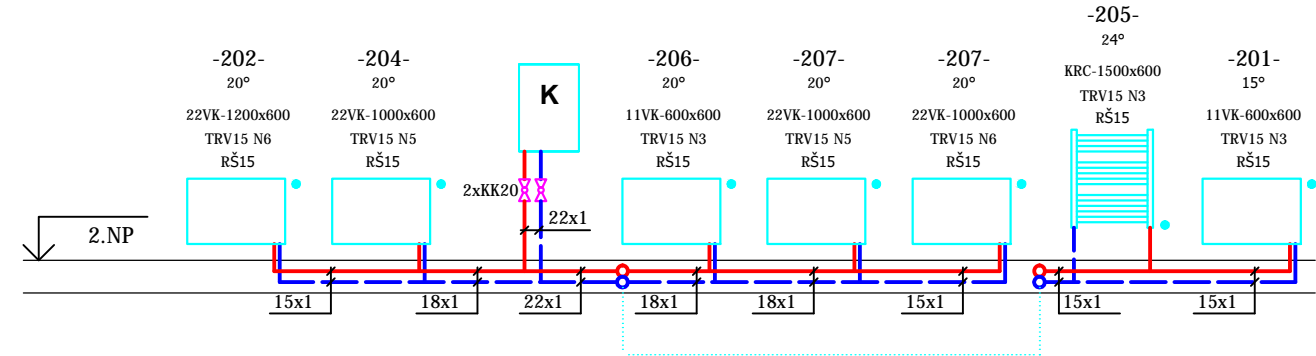 -202-
20°
22VK-1200x600
TRV15 N6
RŠ15
-204-
20°
22VK-1000x600
TRV15 N5
RŠ15
K
2xKK20
22x1
-206-
20°
11VK-600x600
TRV15 N3
RŠ15
-207-
20°
22VK-1000x600
TRV15 N5
RŠ15
-207-
20°
22VK-1000x600
TRV15 N6
RŠ15
-205-
24°
KRC-1500x600
TRV15 N3
RŠ15
-201-
15°
11VK-600x600
TRV15 N3
RŠ15
2.NP
15x1
18x1
22x1
18x1
18x1
15x1
15x1
15x1